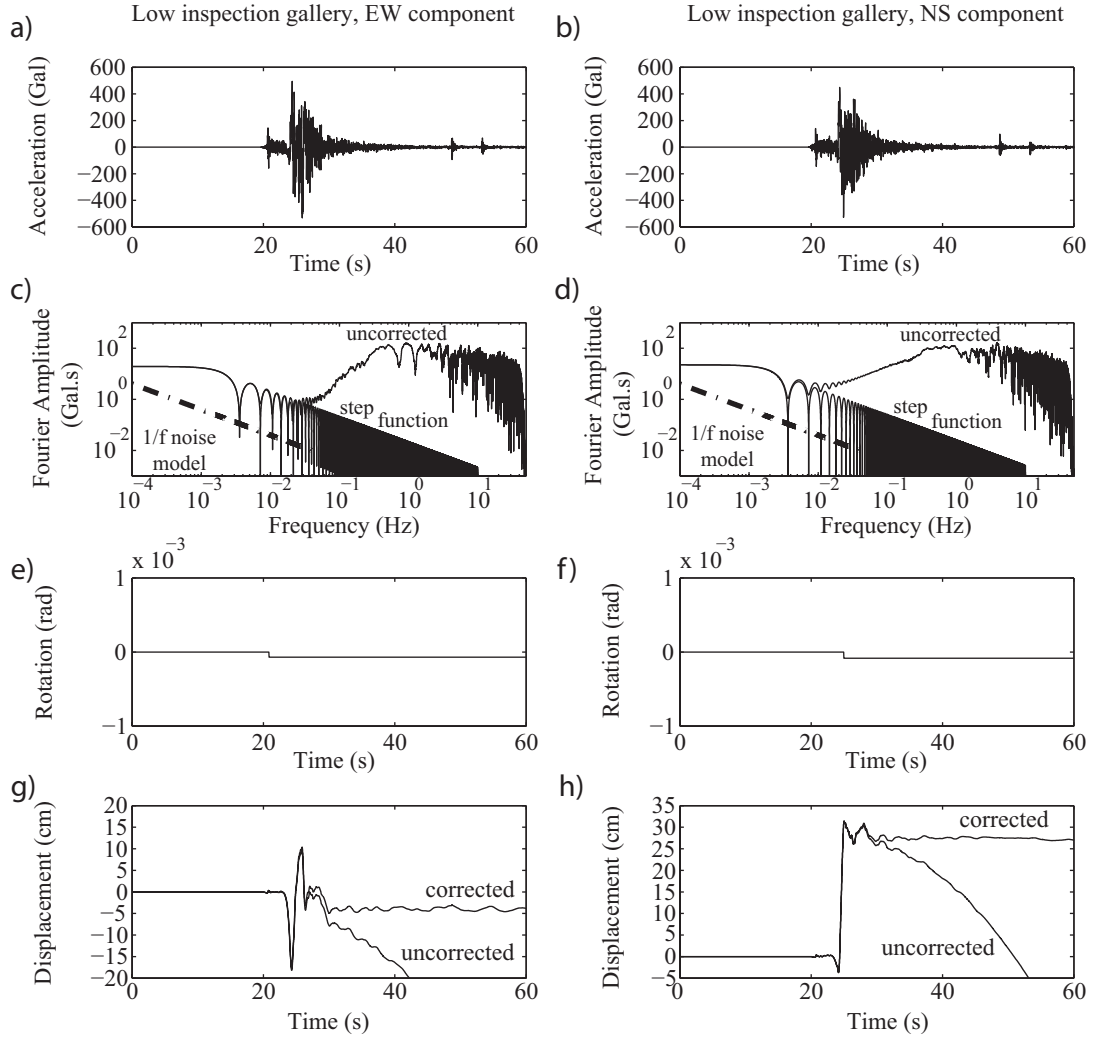 Low inspection gallery, EW component
Low inspection gallery, NS component
a)
b)
Acceleration (Gal)
600
400
200
0
−200
−400
−600
0 20 40 60
Time (s)
Acceleration (Gal)
600
400
200
0
−200
−400
−600
0 20 40 60
Time (s)
c)
d)
Fourier Amplitude
(Gal.s)
10^2
10^0
10^−2
uncorrected
step
function
1/f noise
model
10^−4 10^−3 10^−2 10^−1 10^0 10^1
Frequency (Hz)
Fourier Amplitude
(Gal.s)
10^2
10^0
10^−2
uncorrected
step
function
1/f noise
model
10^−4 10^−3 10^−2 10^−1 10^0 10^1
Frequency (Hz)
e)
f)
x 10^−3
Rotation (rad)
1
0
−1
0 20 40 60
Time (s)
x 10^−3
Rotation (rad)
1
0
−1
0 20 40 60
Time (s)
g)
h)
Displacement (cm)
20
15
10
5
0
−5
−10
−15
−20
corrected
uncorrected
0 20 40 60
Time (s)
Displacement (cm)
35
30
25
20
15
10
5
0
−5
corrected
uncorrected
0 20 40 60
Time (s)